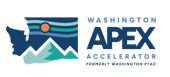 WASHINGTON
APEX
ACCELERATOR
FORMERLY WASHINGTON PTAC